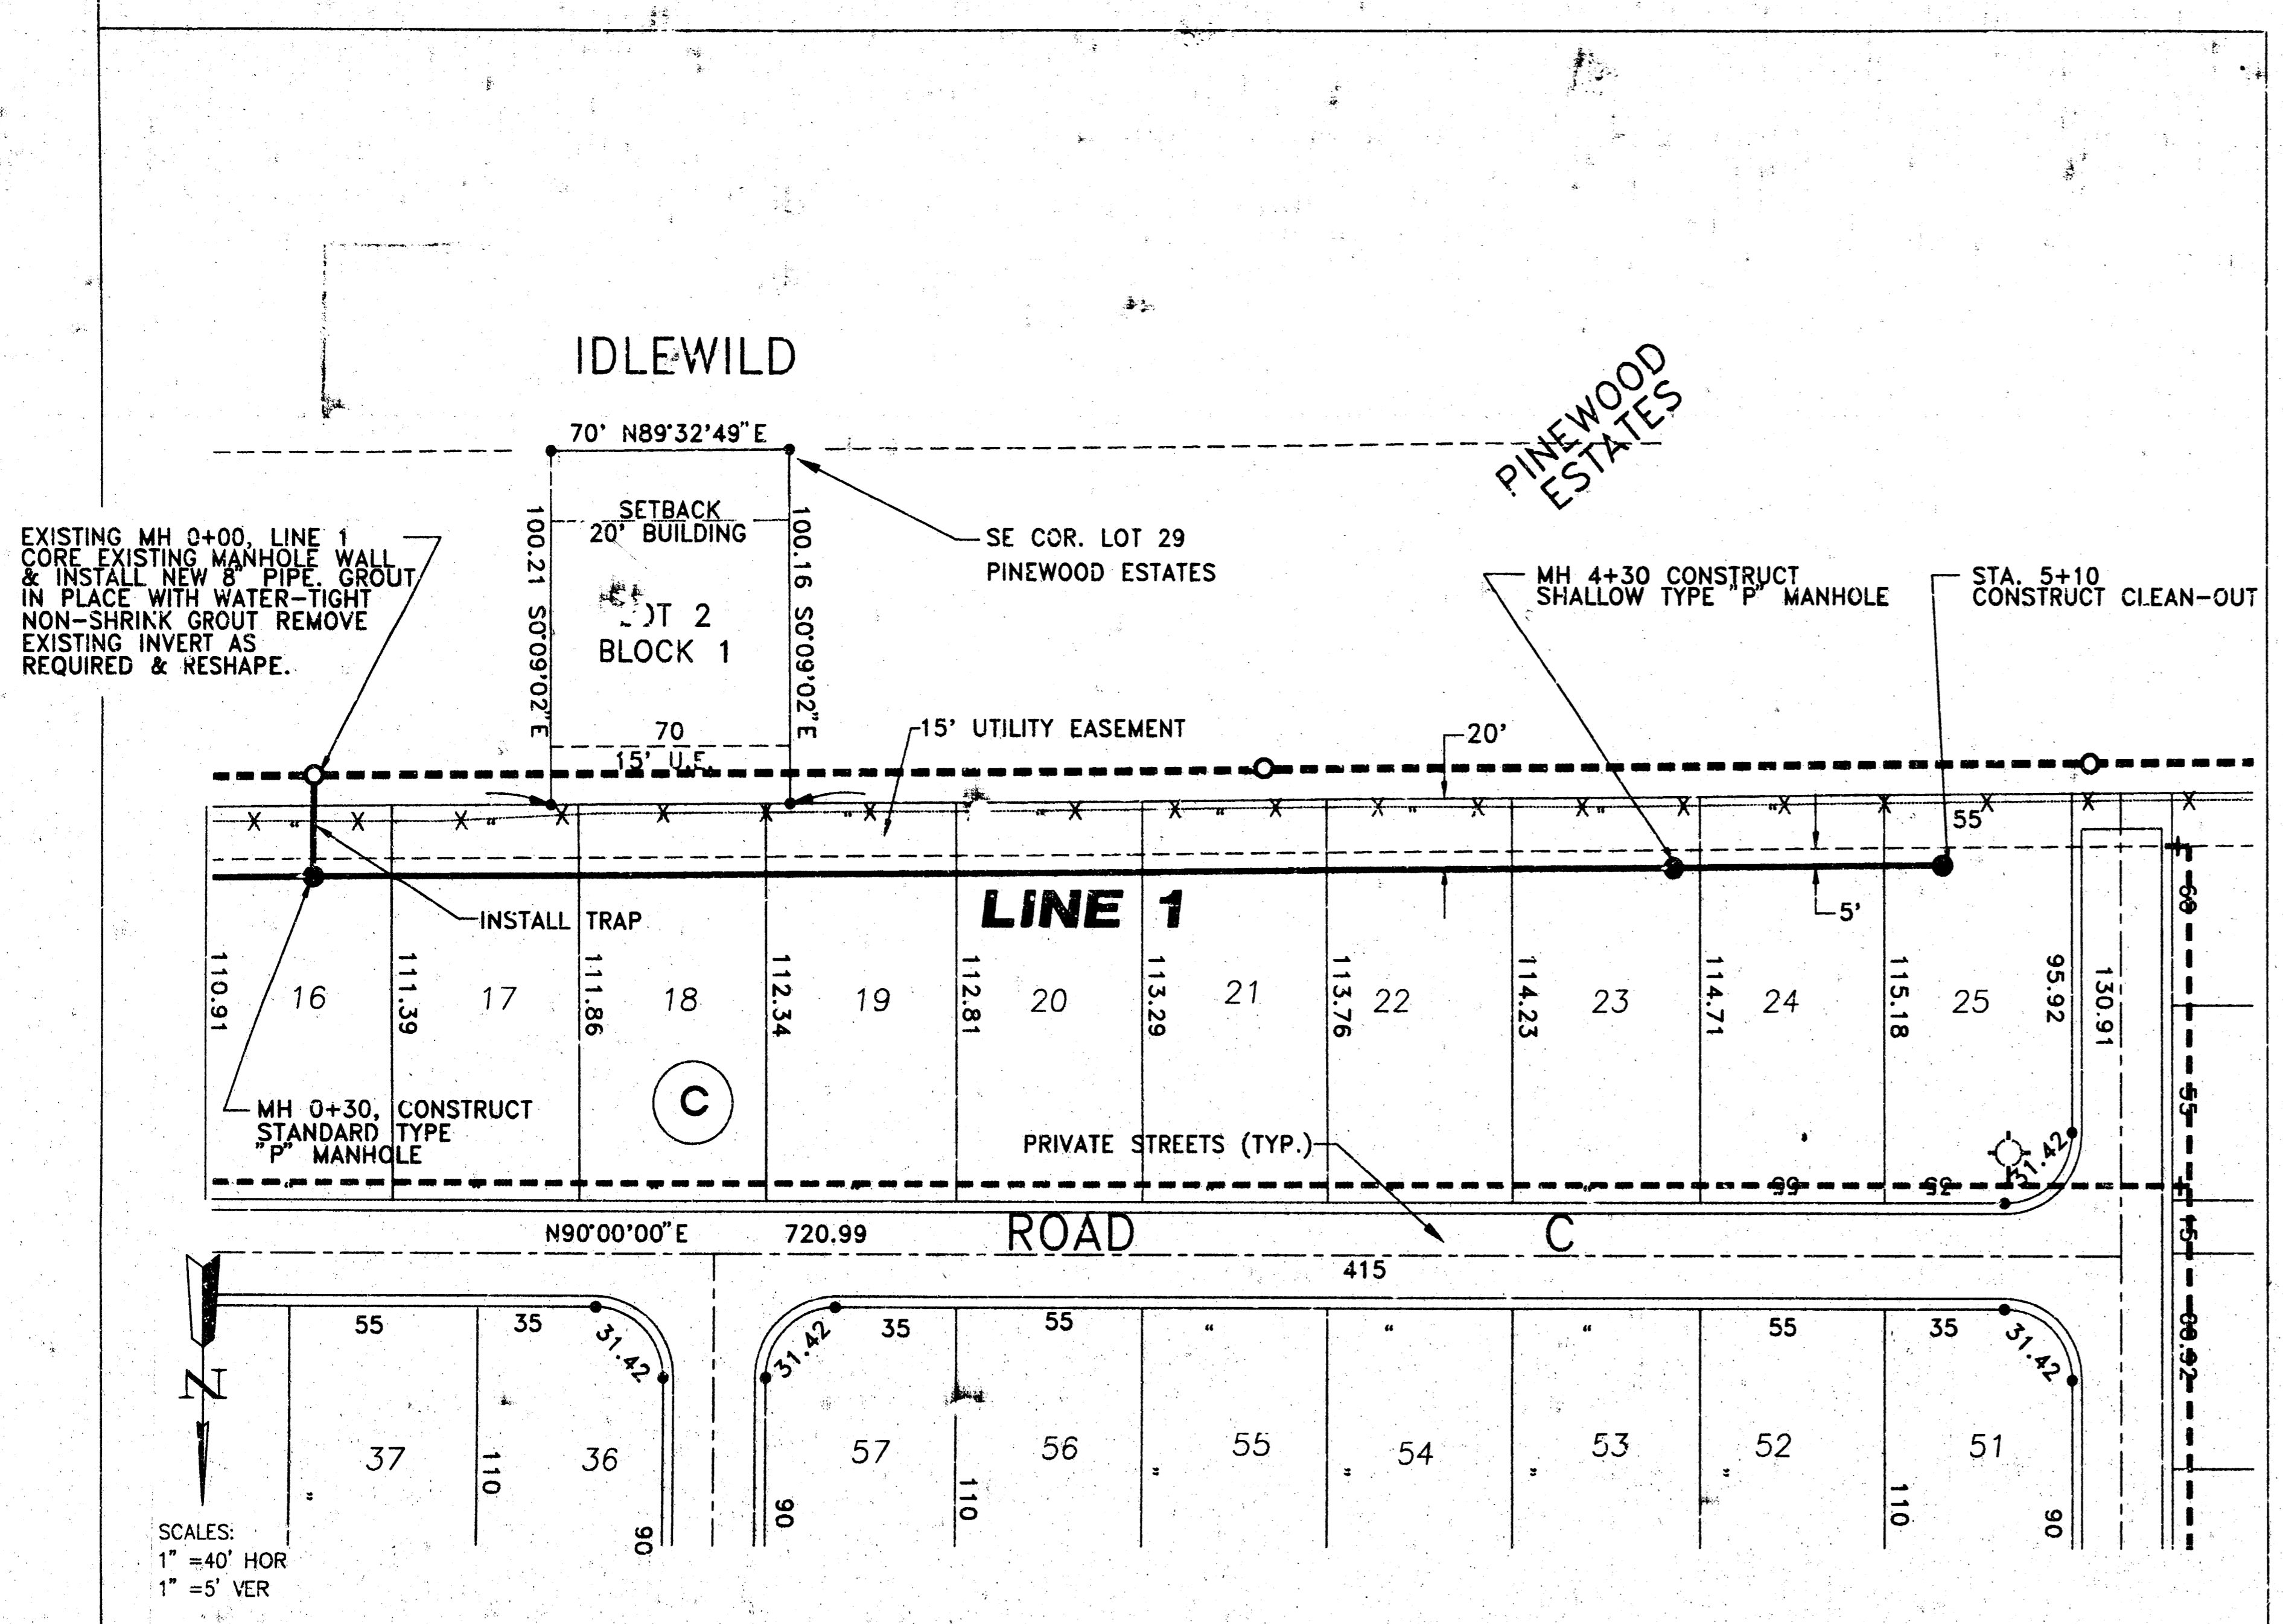 IDLEWILD
PINEWOOD
ESTATES
70' N89°32'49"E
SETBACK
20' BUILDING
100.21 S0°09'02"E
100.16 S0°09'02"E
2
BLOCK 1
70
15' U.E.
SE COR. LOT 29
PINEWOOD ESTATES
EXISTING MH 0+00, LINE 1
CORE EXISTING MANHOLE WALL
& INSTALL NEW 8" PIPE. GROUT
IN PLACE WITH WATER-TIGHT
NON-SHRINK GROUT REMOVE
EXISTING INVERT AS
REQUIRED & RESHAPE.
MH 4+30 CONSTRUCT
SHALLOW TYPE "P" MANHOLE
STA. 5+10
CONSTRUCT CLEAN-OUT
15' UTILITY EASEMENT
20'
55
LINE 1
INSTALL TRAP
5'
60
110.91
16
111.39
17
111.86
18
112.34
19
112.81
20
113.29
21
113.76
22
114.23
23
114.71
24
115.18
25
95.92
130.91
55
C
MH 0+30, CONSTRUCT
STANDARD TYPE
"P" MANHOLE
PRIVATE STREETS (TYP.)
31.42
55
35
15
N90°00'00"E 720.99
ROAD C
415
55
35
31.42
31.42
35
55
"
"
"
55
35
31.42
37
110
36
90
90
57
110
56
55
54
53
52
110
51
90
N
SCALES:
1" =40' HOR
1" =5' VER